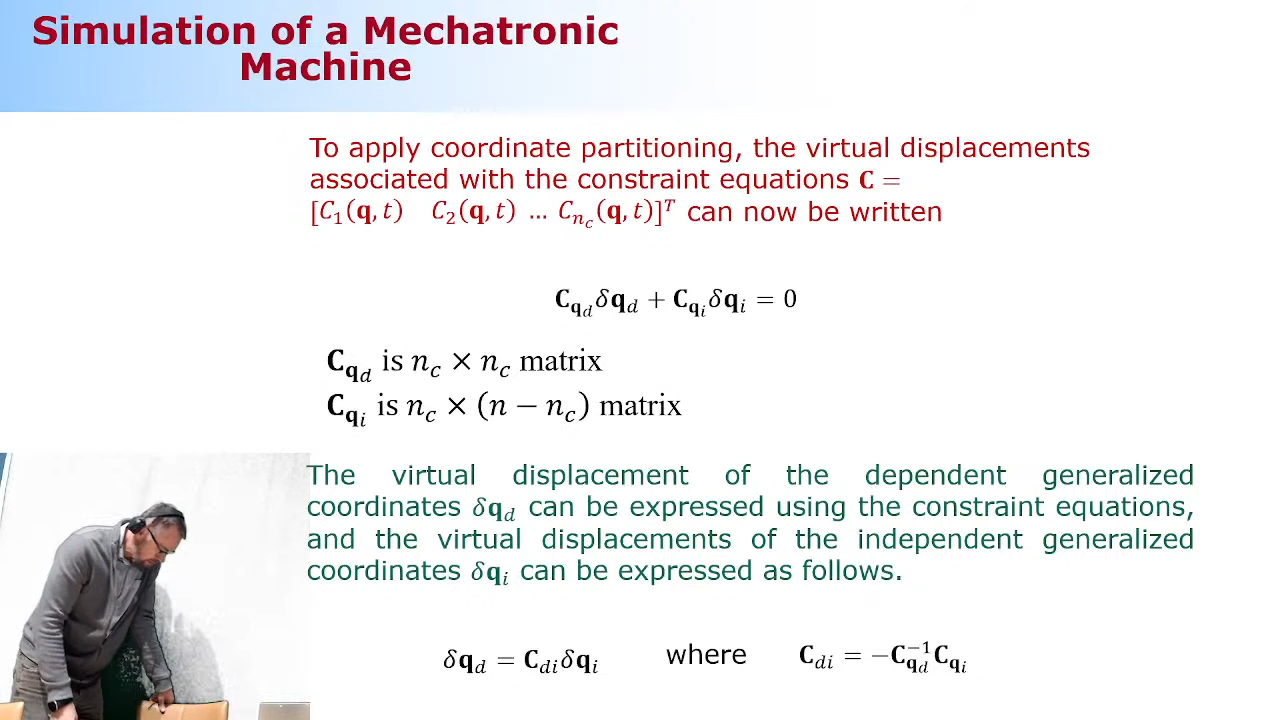 Simulation of a Mechatronic
Machine
To apply coordinate partitioning, the virtual displacements
associated with the constraint equations 𝐂 =
[𝐶₁(𝐪, 𝑡) 𝐶₂(𝐪, 𝑡) … 𝐶_{n_c}(𝐪, 𝑡)]ᵀ can now be written
𝐂_{𝐪_d}𝛿𝐪_d + 𝐂_{𝐪_i}𝛿𝐪_i = 0
𝐂_{𝐪_d} is n_c × n_c matrix
𝐂_{𝐪_i} is n_c × (n − n_c) matrix
The virtual displacement of the dependent generalized
coordinates 𝛿𝐪_d can be expressed using the constraint equations,
and the virtual displacements of the independent generalized
coordinates 𝛿𝐪_i can be expressed as follows.
𝛿𝐪_d = 𝐂_{di}𝛿𝐪_i where 𝐂_{di} = −𝐂_{𝐪_d}^{−1}𝐂_{𝐪_i}